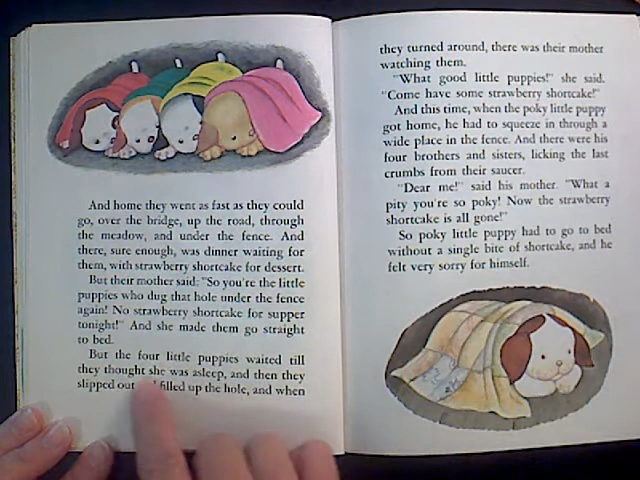 And home they went as fast as they could
go, over the bridge, up the road, through
the meadow, and under the fence. And
there, sure enough, was dinner waiting for
them, with strawberry shortcake for dessert.
But their mother said: "So you're the little
puppies who dug that hole under the fence
again! No strawberry shortcake for supper
tonight!" And she made them go straight
to bed.
But the four little puppies waited till
they thought she was asleep, and then they
slipped out filled up the hole, and when
they turned around, there was their mother
watching them.
"What good little puppies!" she said.
"Come have some strawberry shortcake!"
And this time, when the poky little puppy
got home, he had to squeeze in through a
wide place in the fence. And there were his
four brothers and sisters, licking the last
crumbs from their saucer.
"Dear me!" said his mother. "What a
pity you're so poky! Now the strawberry
shortcake is all gone!"
So poky little puppy had to go to bed
without a single bite of shortcake, and he
felt very sorry for himself.